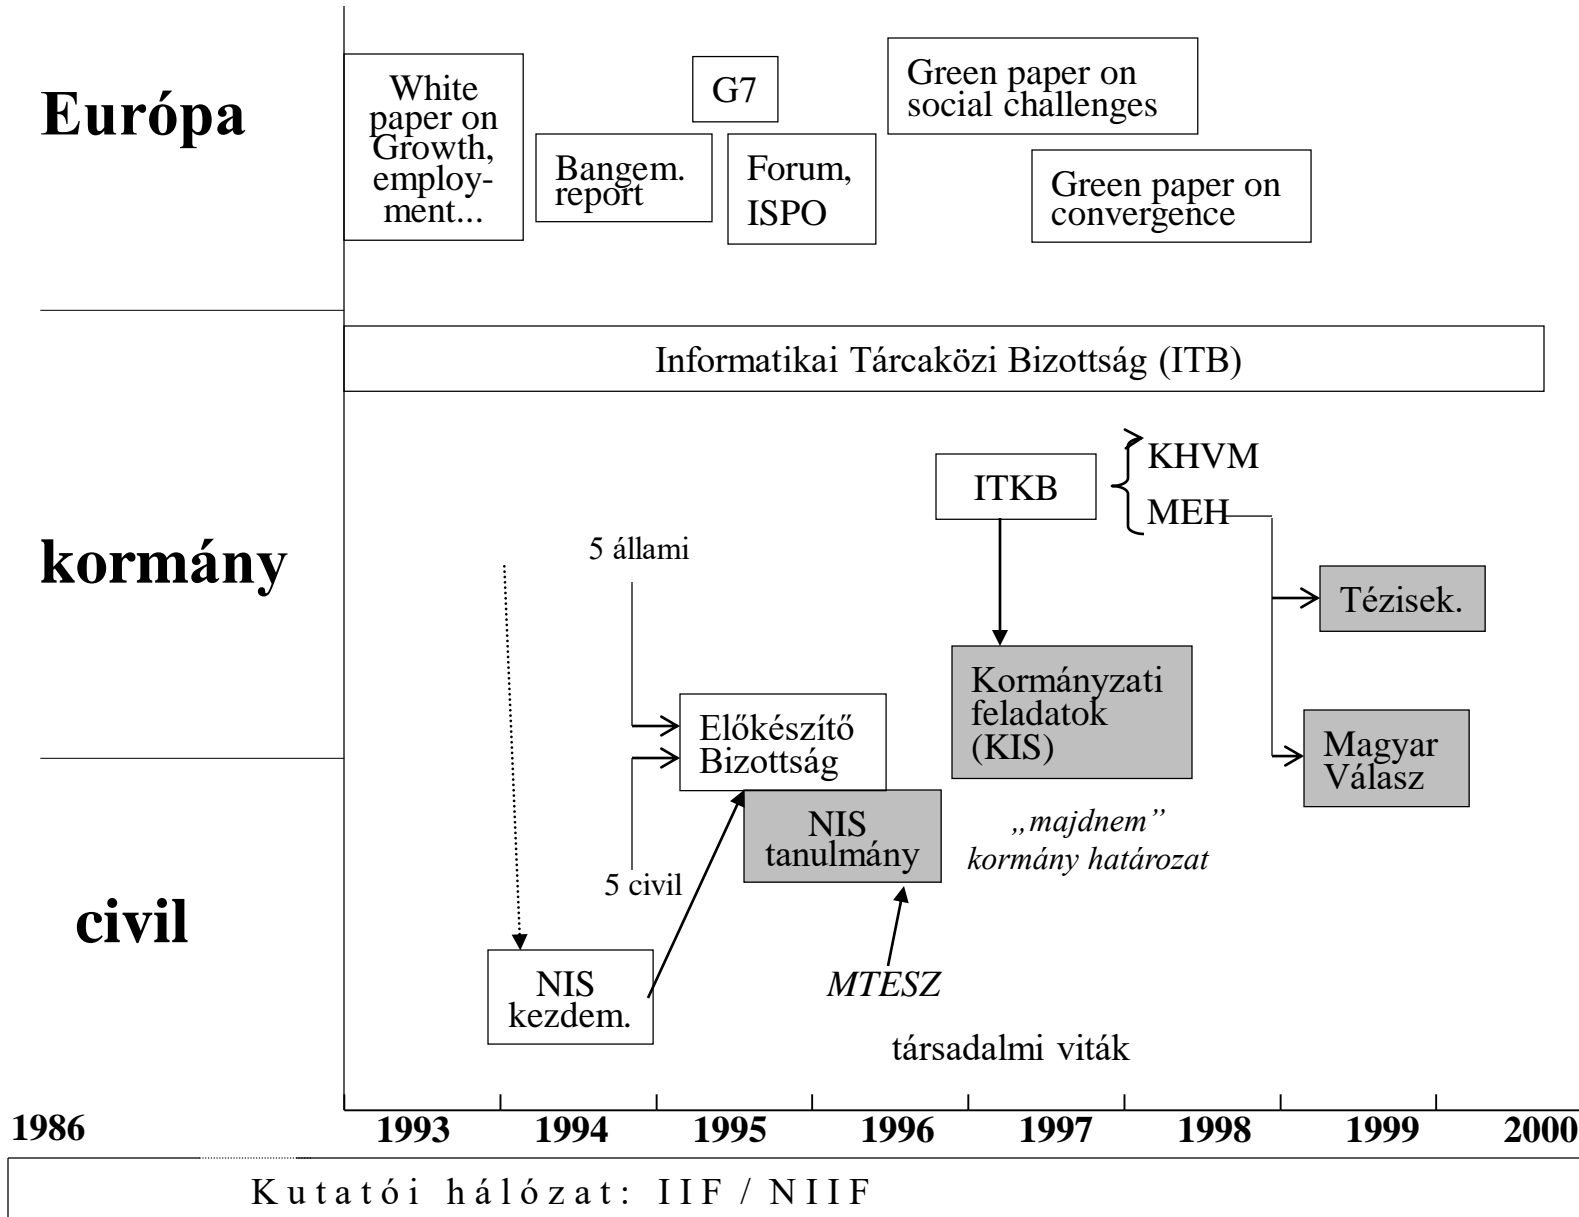 Európa
White
paper on
Growth,
employ-
ment...
Bangem.
report
G7
Forum,
ISPO
Green paper on
social challenges
Green paper on
convergence
Informatikai Tárcaközi Bizottság (ITB)
kormány
ITKB
KHVM
MEH
5 állami
Tézisek.
Kormányzati
feladatok
(KIS)
Előkészítő
Bizottság
Magyar
Válasz
NIS
tanulmány
„majdnem”
kormány határozat
5 civil
civil
NIS
kezdem.
MTESZ
társadalmi viták
1986 1993 1994 1995 1996 1997 1998 1999 2000
Kutatói hálózat: IIF / NIIF